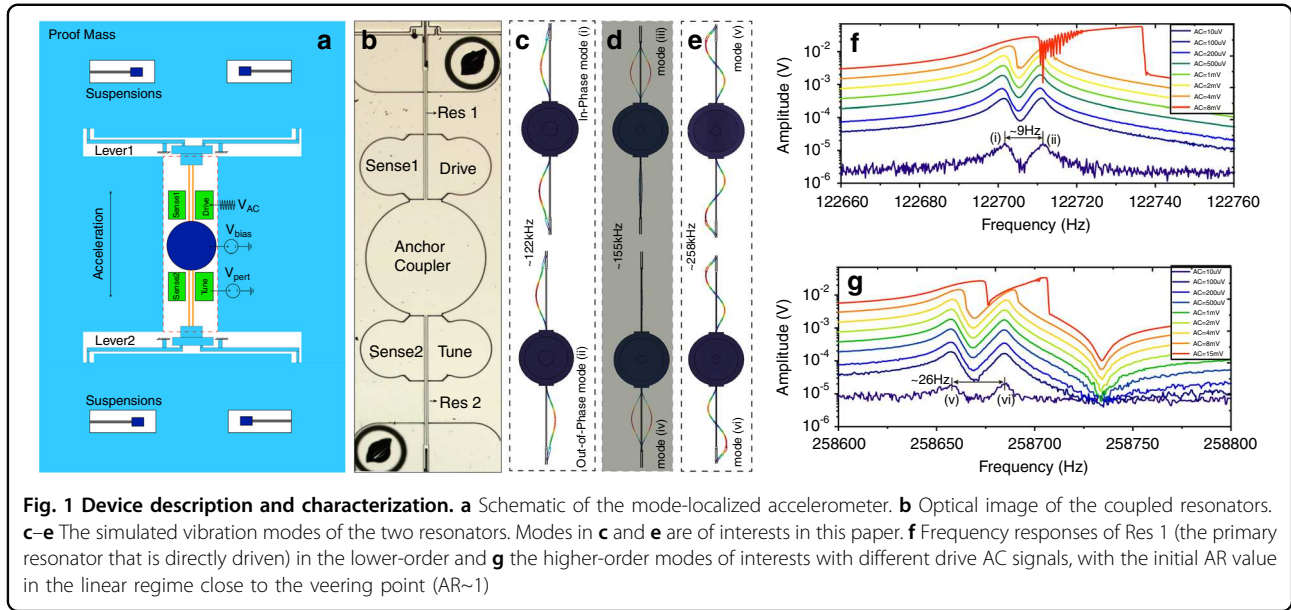 Proof Mass
a
Suspensions
Lever1
Sense1
Drive
V_AC
Acceleration
V_bias
V_pert
Sense2
Tune
Lever2
Suspensions
b
Res 1
Sense1
Drive
Anchor
Coupler
Sense2
Tune
Res 2
c
In-Phase mode (i)
~122kHz
Out-of-Phase mode (ii)
d
mode (iii)
~155kHz
mode (iv)
e
mode (v)
~258kHz
mode (vi)
f
Amplitude (V)
10^-2
10^-3
10^-4
10^-5
10^-6
(i)
~9Hz
(ii)
AC=10uV
AC=100uV
AC=200uV
AC=500uV
AC=1mV
AC=2mV
AC=4mV
AC=8mV
122660 122680 122700 122720 122740 122760
Frequency (Hz)
g
Amplitude (V)
10^-2
10^-3
10^-4
10^-5
10^-6
~26Hz
(v)
(vi)
AC=10uV
AC=100uV
AC=200uV
AC=500uV
AC=1mV
AC=2mV
AC=4mV
AC=8mV
AC=15mV
258600 258650 258700 258750 258800
Frequency (Hz)
Fig. 1 Device description and characterization. a Schematic of the mode-localized accelerometer. b Optical image of the coupled resonators.
c–e The simulated vibration modes of the two resonators. Modes in c and e are of interests in this paper. f Frequency responses of Res 1 (the primary
resonator that is directly driven) in the lower-order and g the higher-order modes of interests with different drive AC signals, with the initial AR value
in the linear regime close to the veering point (AR~1)